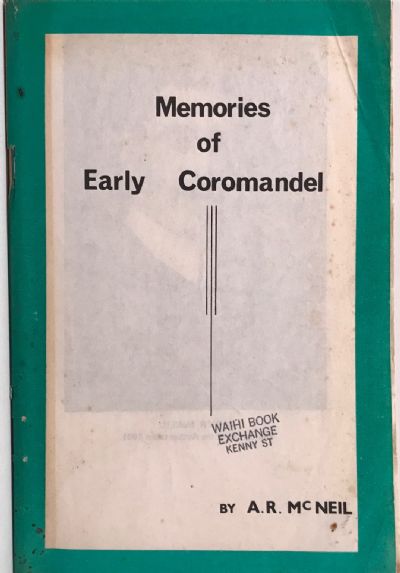 Memories
of
Early Coromandel
WAIHI BOOK
EXCHANGE
KENNY ST
BY A.R. McNEIL